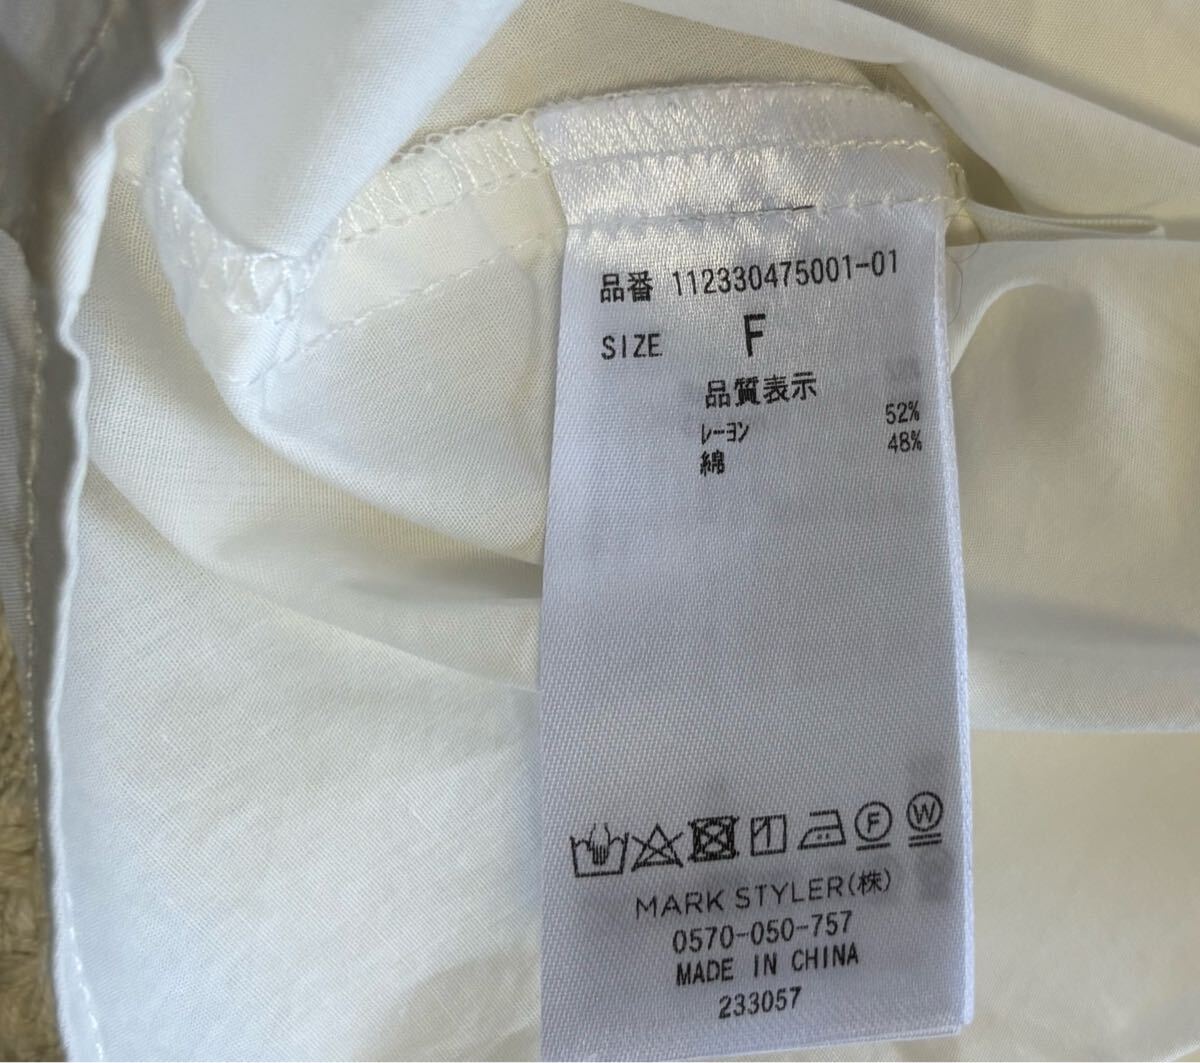 品番 112330475001-01
SIZE F
品質表示
レーヨン 52%
綿 48%
F W
MARK STYLER(株)
0570-050-757
MADE IN CHINA
233057